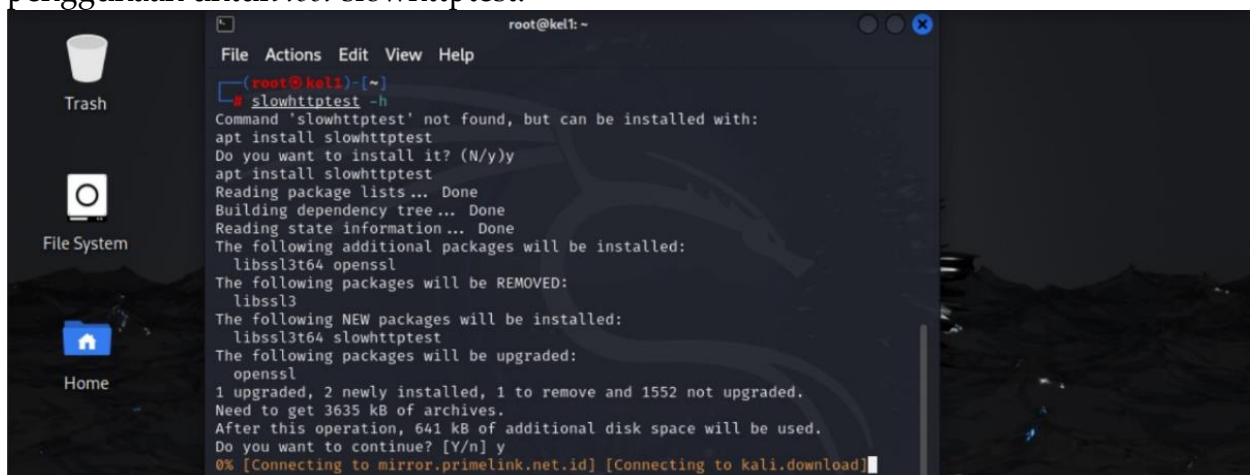 penggunaan untuk tool slowhttptest.
root@kel1: ~
File Actions Edit View Help
(root㉿kel1)-[~]
# slowhttptest -h
Command 'slowhttptest' not found, but can be installed with:
apt install slowhttptest
Do you want to install it? (N/y)y
apt install slowhttptest
Reading package lists... Done
Building dependency tree... Done
Reading state information... Done
The following additional packages will be installed:
libssl3t64 openssl
The following packages will be REMOVED:
libssl3
The following NEW packages will be installed:
libssl3t64 slowhttptest
The following packages will be upgraded:
openssl
1 upgraded, 2 newly installed, 1 to remove and 1552 not upgraded.
Need to get 3635 kB of archives.
After this operation, 641 kB of additional disk space will be used.
Do you want to continue? [Y/n] y
0% [Connecting to mirror.primelink.net.id] [Connecting to kali.download]
Trash
File System
Home